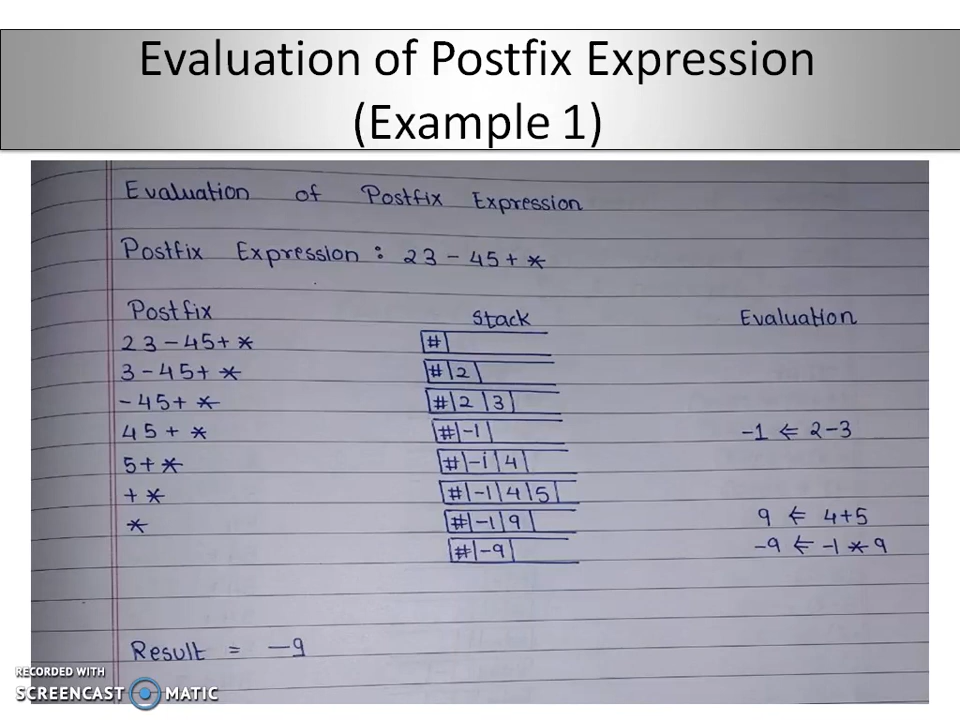 Evaluation of Postfix Expression
(Example 1)
Evaluation of Postfix Expression
Postfix Expression : 23 - 45+ *
Postfix Stack Evaluation
23-45+ * #
3-45+ * # 2
-45+ * # 2 3
45+ * # -1 -1 ⇐ 2-3
5+ * # -1 4
+ * # -1 4 5
* # -1 9 9 ⇐ 4+5
# -9 -9 ⇐ -1 * 9
Result = -9
RECORDED WITH
SCREENCAST MATIC